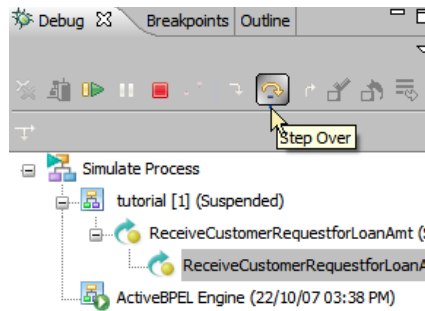 Debug Breakpoints Outline
Step Over
Simulate Process
tutorial [1] (Suspended)
ReceiveCustomerRequestforLoanAmt (
ReceiveCustomerRequestforLoanA
ActiveBPEL Engine (22/10/07 03:38 PM)